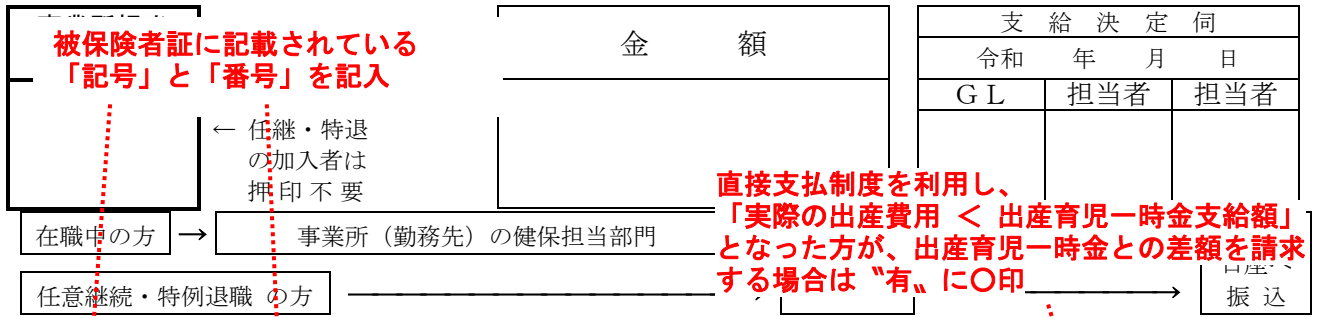 被保険者証に記載されている
「記号」と「番号」を記入
金 額
支 給 決 定 伺
令和 年 月 日
GL 担当者 担当者
← 任継・特退
の加入者は
押印不要
直接支払制度を利用し、
「実際の出産費用 < 出産育児一時金支給額」
となった方が、出産育児一時金との差額を請求
する場合は〝有〟に○印
在職中の方 → 事業所（勤務先）の健保担当部門
任意継続・特例退職 の方 → →
振 込